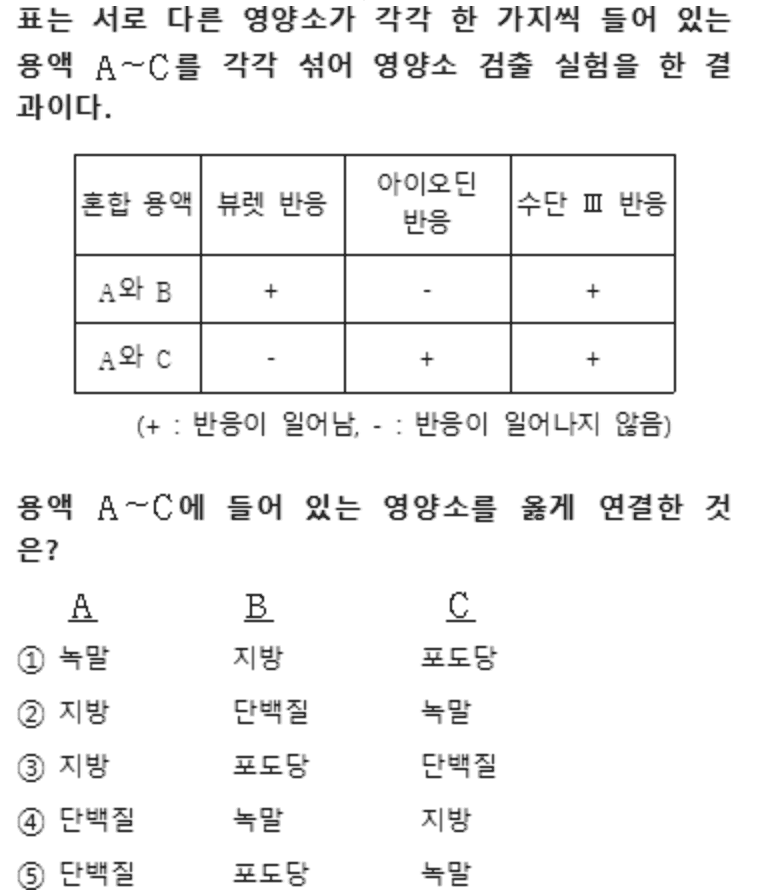 표는 서로 다른 영양소가 각각 한 가지씩 들어 있는
용액 A~C를 각각 섞어 영양소 검출 실험을 한 결
과이다.
혼합 용액 뷰렛 반응 아이오딘 반응 수단 Ⅲ 반응
A와 B + - +
A와 C - + +
(+ : 반응이 일어남, - : 반응이 일어나지 않음)
용액 A~C에 들어 있는 영양소를 옳게 연결한 것
은?
A B C
① 녹말 지방 포도당
② 지방 단백질 녹말
③ 지방 포도당 단백질
④ 단백질 녹말 지방
⑤ 단백질 포도당 녹말